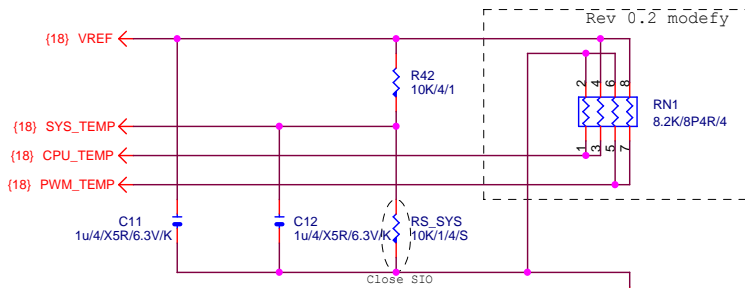 Rev 0.2 modefy
{18} VREF
R42
10K/4/1
2 4 6 8
RN1
8.2K/8P4R/4
{18} SYS_TEMP
{18} CPU_TEMP
1 3 5 7
{18} PWM_TEMP
C11
1u/4/X5R/6.3V/K
C12
1u/4/X5R/6.3V/K
RS_SYS
10K/1/4/S
Close SIO